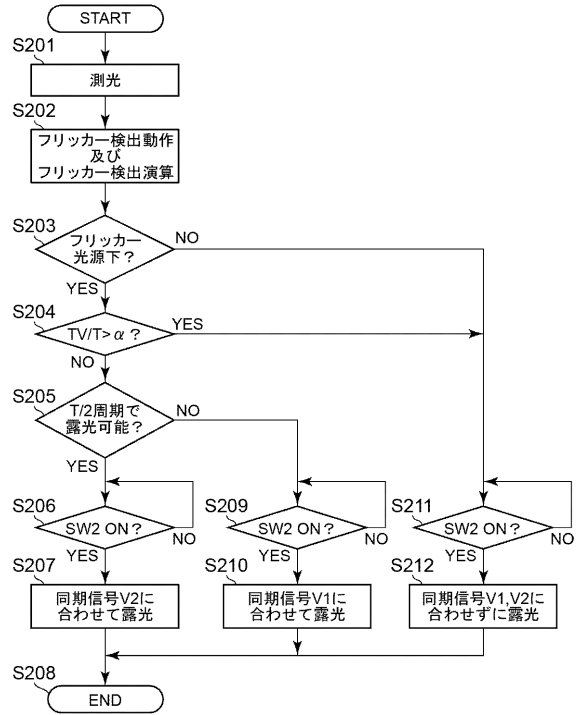 START
S201
測光
S202
フリッカー検出動作
及び
フリッカー検出演算
S203
フリッカー
光源下？
NO
YES
S204
TV/T>α？
YES
NO
S205
T/2周期で
露光可能？
NO
YES
S206
SW2 ON？
NO
YES
S209
SW2 ON？
NO
YES
S211
SW2 ON？
NO
YES
S207
同期信号V2に
合わせて露光
S210
同期信号V1に
合わせて露光
S212
同期信号V1,V2に
合わせずに露光
S208
END